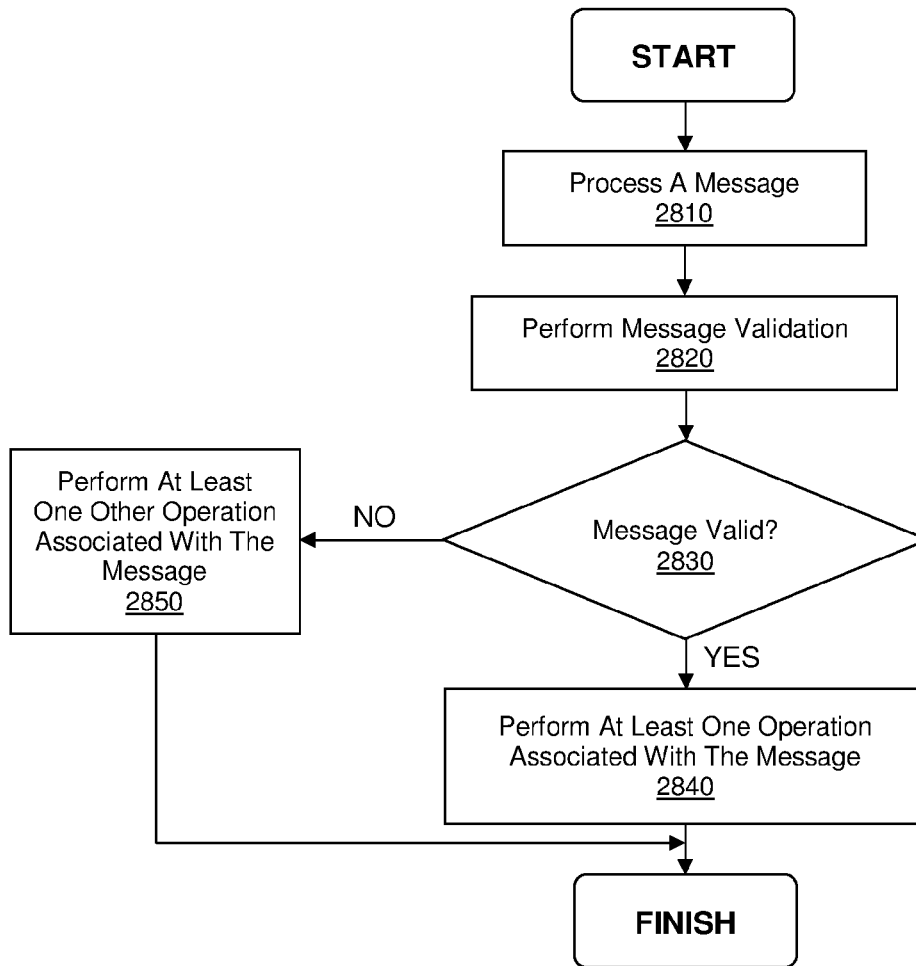 START
Process A Message
2810
Perform Message Validation
2820
Message Valid?
2830
NO
Perform At Least
One Other Operation
Associated With The
Message
2850
YES
Perform At Least One Operation
Associated With The Message
2840
FINISH